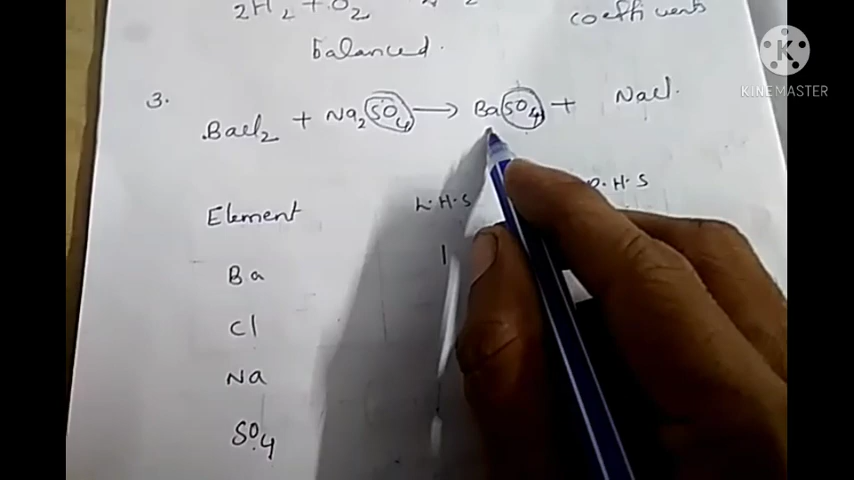 2H2 + O2
coefficients
balanced.
K
KINEMASTER
3. BaCl2 + Na2SO4 → BaSO4 + NaCl.
Element L.H.S R.H.S
Ba 1
Cl
Na
SO4